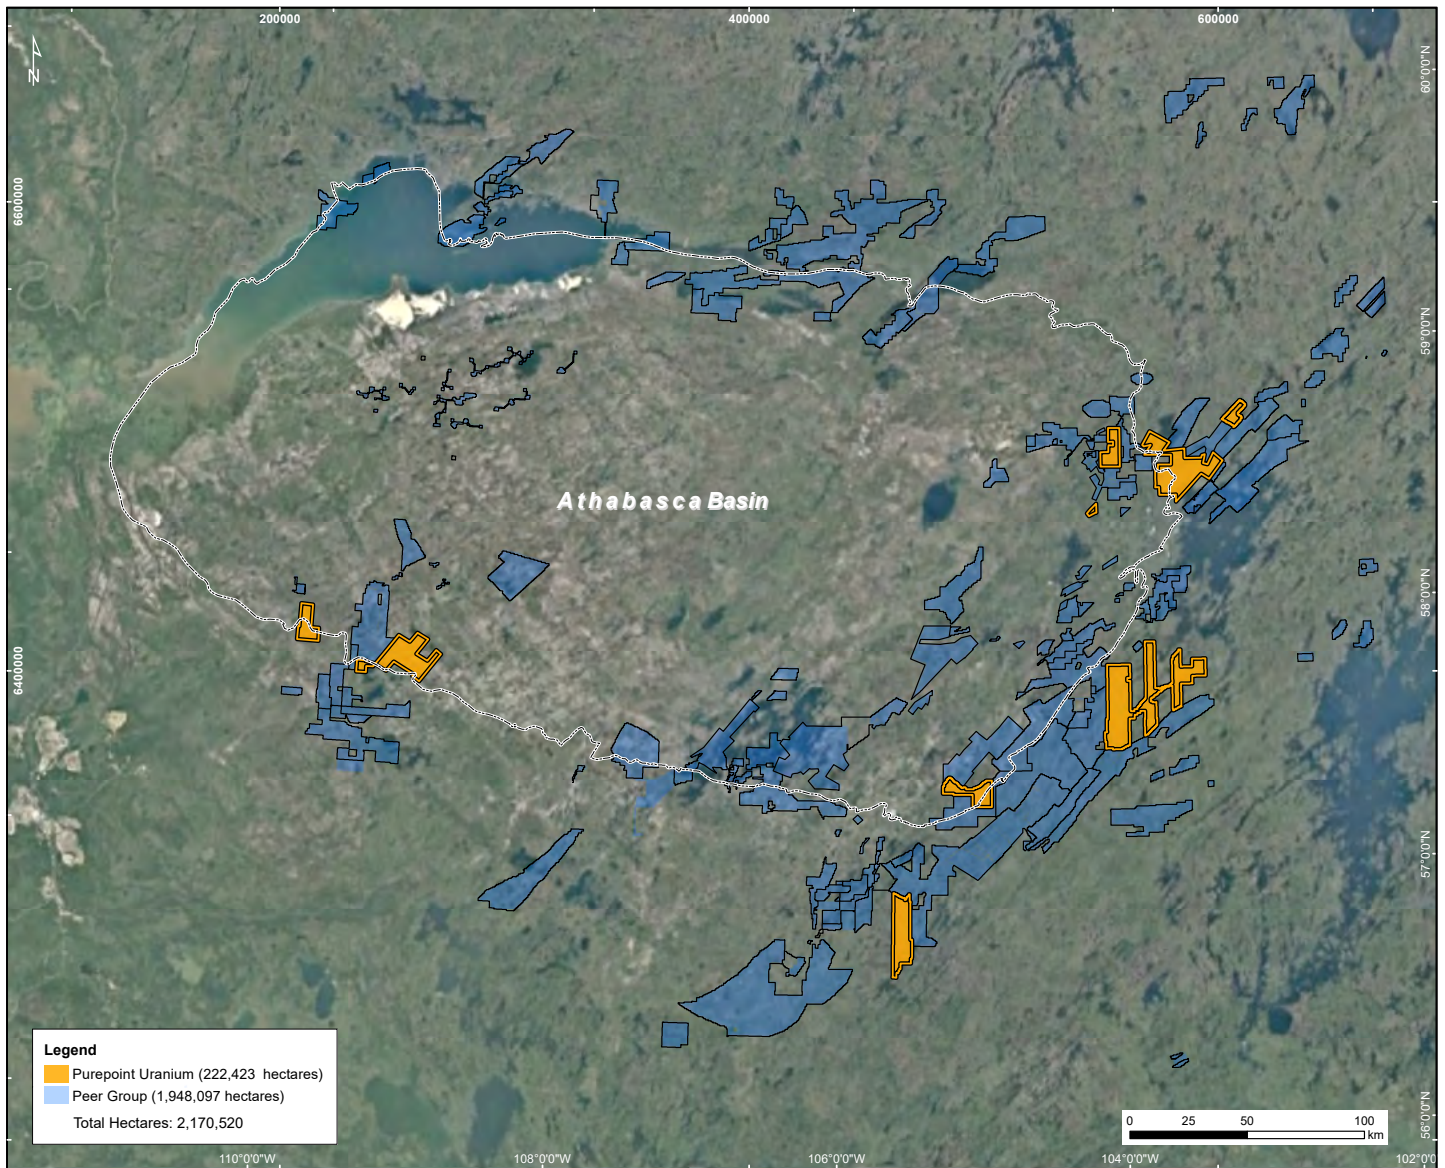 200000
400000
600000
N
60°0'0"N
6600000
59°0'0"N
Athabasca Basin
58°0'0"N
6400000
57°0'0"N
Legend
Purepoint Uranium (222,423 hectares)
Peer Group (1,948,097 hectares)
Total Hectares: 2,170,520
56°0'0"N
0 25 50 100
km
110°0'0"W
108°0'0"W
106°0'0"W
104°0'0"W
102°0'0